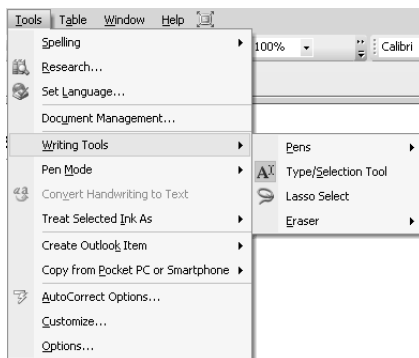 Tools Table Window Help
100% Calibri
Spelling
Research...
Set Language...
Document Management...
Writing Tools
Pens
Pen Mode
Type/Selection Tool
Convert Handwriting to Text
Lasso Select
Treat Selected Ink As
Eraser
Create Outlook Item
Copy from Pocket PC or Smartphone
AutoCorrect Options...
Customize...
Options...